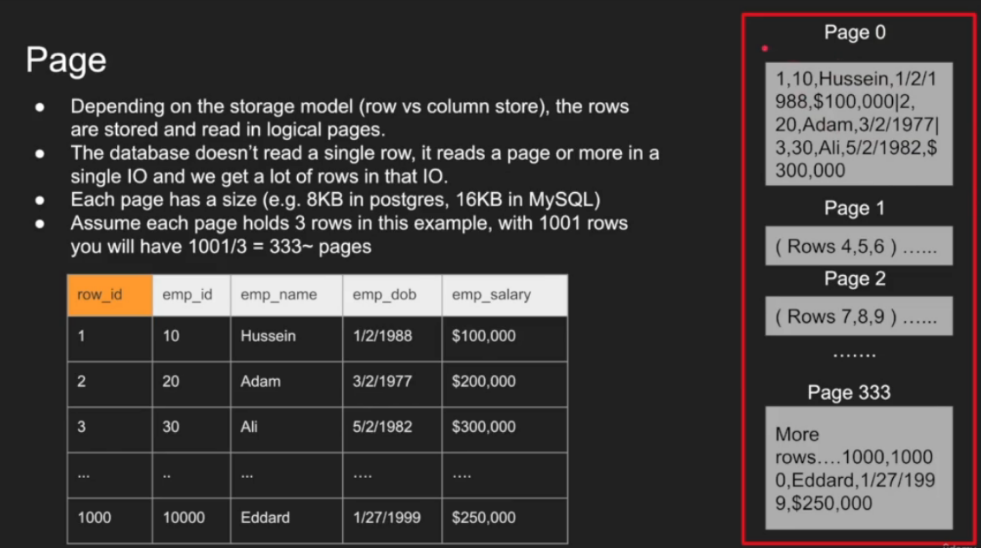 Page
● Depending on the storage model (row vs column store), the rows
are stored and read in logical pages.
● The database doesn't read a single row, it reads a page or more in a
single IO and we get a lot of rows in that IO.
● Each page has a size (e.g. 8KB in postgres, 16KB in MySQL)
● Assume each page holds 3 rows in this example, with 1001 rows
you will have 1001/3 = 333~ pages
row_id emp_id emp_name emp_dob emp_salary
1 10 Hussein 1/2/1988 $100,000
2 20 Adam 3/2/1977 $200,000
3 30 Ali 5/2/1982 $300,000
... .. ... .... ....
1000 10000 Eddard 1/27/1999 $250,000
Page 0
1,10,Hussein,1/2/1
988,$100,000|2,
20,Adam,3/2/1977|
3,30,Ali,5/2/1982,$
300,000
Page 1
( Rows 4,5,6 ) ......
Page 2
( Rows 7,8,9 ) ......
.......
Page 333
More
rows....1000,1000
0,Eddard,1/27/199
9,$250,000